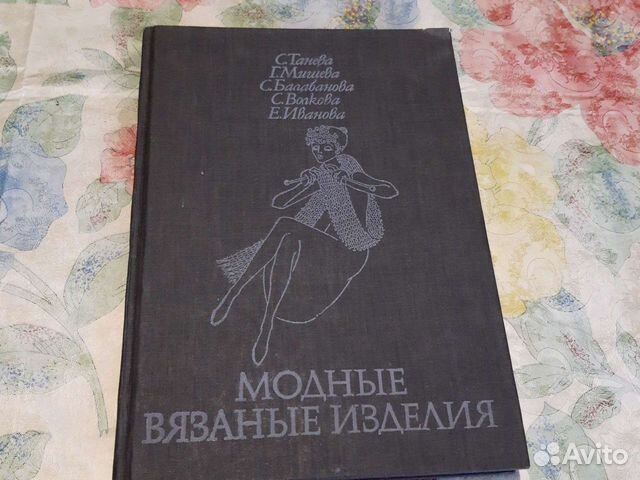 С. Танева
Г. Мишева
С. Балабанова
С. Волкова
Е. Иванова
МОДНЫЕ
ВЯЗАНЫЕ ИЗДЕЛИЯ
Avito